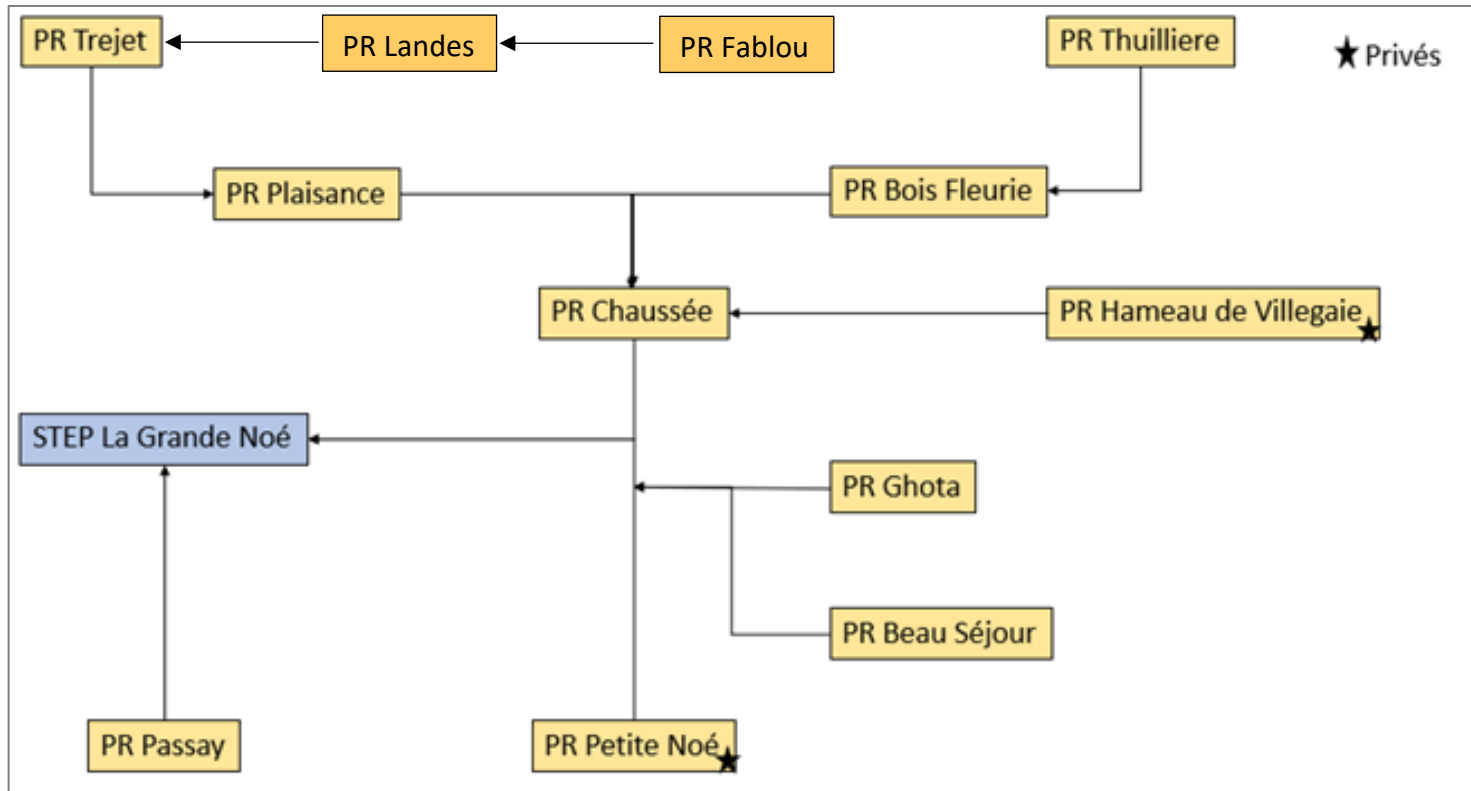 PR Trejet
PR Landes
PR Fablou
PR Thuilliere
★ Privés
PR Plaisance
PR Bois Fleurie
PR Chaussée
PR Hameau de Villegaie
STEP La Grande Noé
PR Ghota
PR Beau Séjour
PR Passay
PR Petite Noé